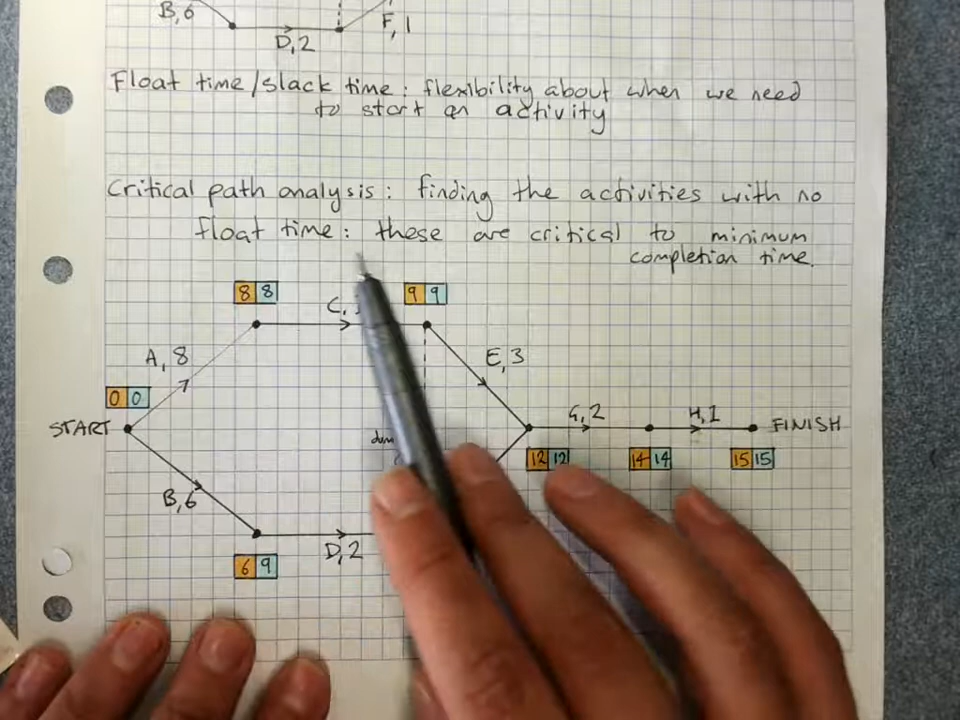 B, 6
D, 2
F, 1
Float time/slack time: flexibility about when we need
to start an activity
Critical path analysis: finding the activities with no
float time: these are critical to minimum
completion time.
8 8
C,
9 9
A, 8
E, 3
0 0
START
G, 2
H, 1
FINISH
12 12
14 14
15 15
B, 6
D, 2
6 9